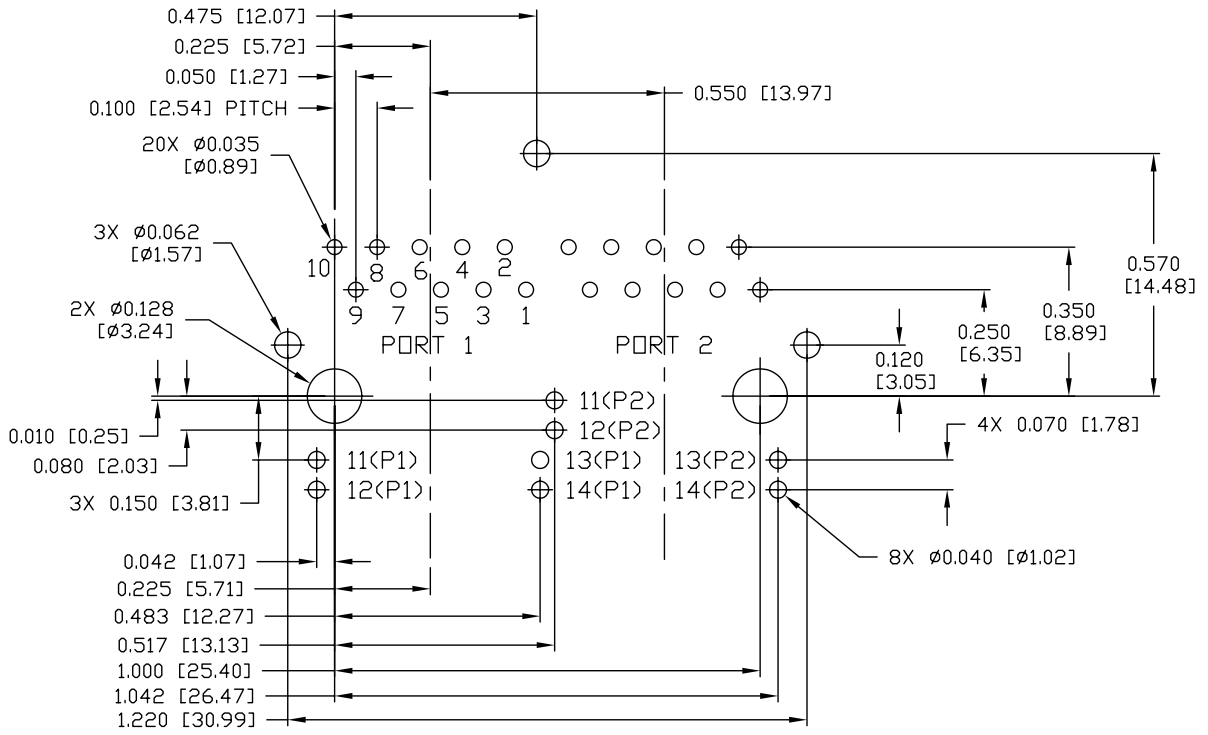 0.475 [12.07]
0.225 [5.72]
0.050 [1.27]
0.550 [13.97]
0.100 [2.54] PITCH
20X Ø0.035
[Ø0.89]
3X Ø0.062
[Ø1.57]
10
8
6
4
2
0.570
[14.48]
2X Ø0.128
[Ø3.24]
9
7
5
3
1
0.350
[8.89]
0.250
[6.35]
PORT 1
PORT 2
0.120
[3.05]
11(P2)
0.010 [0.25]
12(P2)
4X 0.070 [1.78]
0.080 [2.03]
11(P1)
13(P1)
13(P2)
12(P1)
14(P1)
14(P2)
3X 0.150 [3.81]
8X Ø0.040 [Ø1.02]
0.042 [1.07]
0.225 [5.71]
0.483 [12.27]
0.517 [13.13]
1.000 [25.40]
1.042 [26.47]
1.220 [30.99]